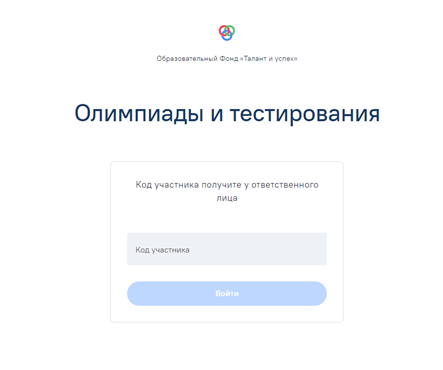 Образовательный Фонд «Талант и успех»
Олимпиады и тестирования
Код участника получите у ответственного
лица
Код участника
Войти